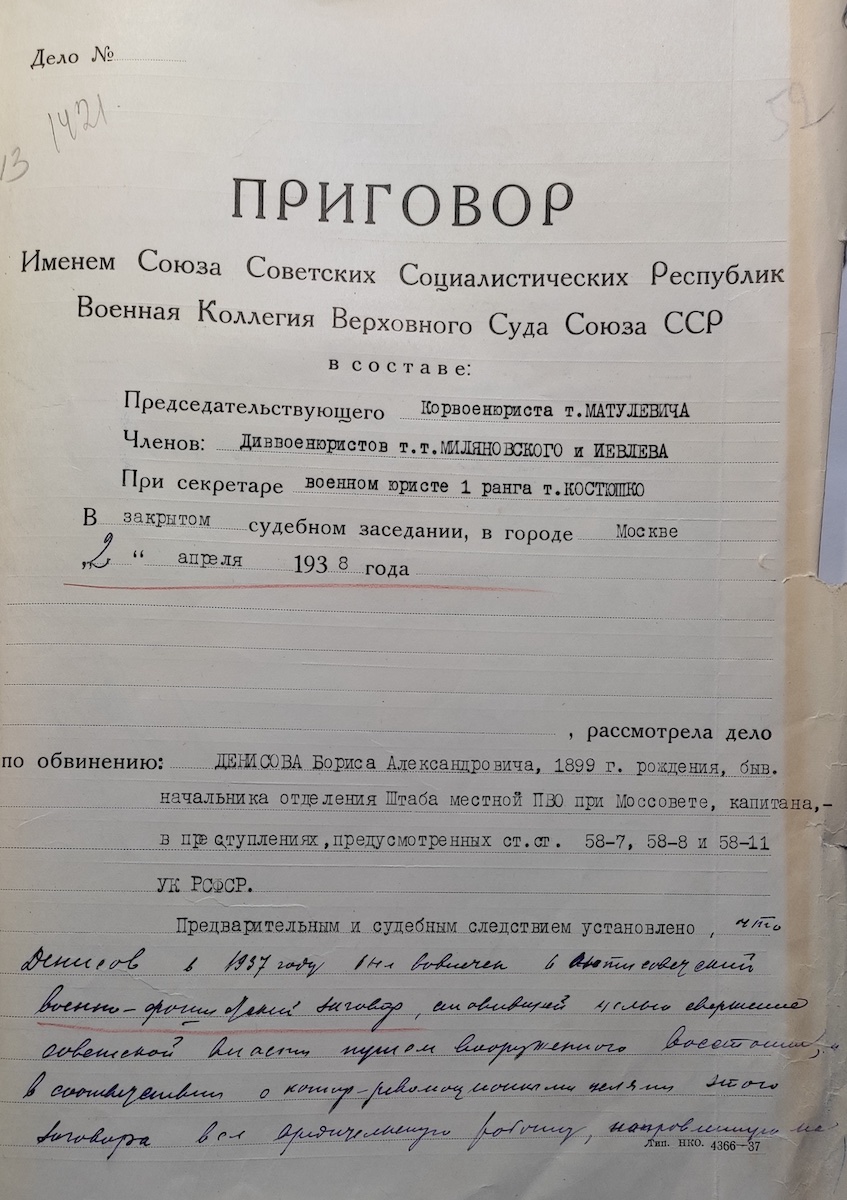 Дело №
1421.
13
52
ПРИГОВОР
Именем Союза Советских Социалистических Республик
Военная Коллегия Верховного Суда Союза ССР
в составе:
Председательствующего Корвоенюриста т.МАТУЛЕВИЧА
Членов: Диввоенюристов т.т.МИЛЯНОВСКОГО и ИЕВЛЕВА
При секретаре военном юристе 1 ранга т.КОСТЮШКО
В закрытом судебном заседании, в городе Москве
„2“ апреля 1938 года
, рассмотрела дело
по обвинению: ДЕНИСОВА Бориса Александровича, 1899 г. рождения, быв.
начальника отделения Штаба местной ПВО при Моссовете, капитана,-
в преступлениях,предусмотренных ст.ст. 58-7, 58-8 и 58-11
УК РСФСР.
Предварительным и судебным следствием установлено, что
Денисов в 1937 году был вовлечен в антисоветский
военно-фашистский заговор, ставивший целью свержение
советской власти путем вооруженного восстания, и
в соответствии с контр-революционными целями этого
заговора вел вредительскую работу, направленную на
Тип. НКО. 4366—37